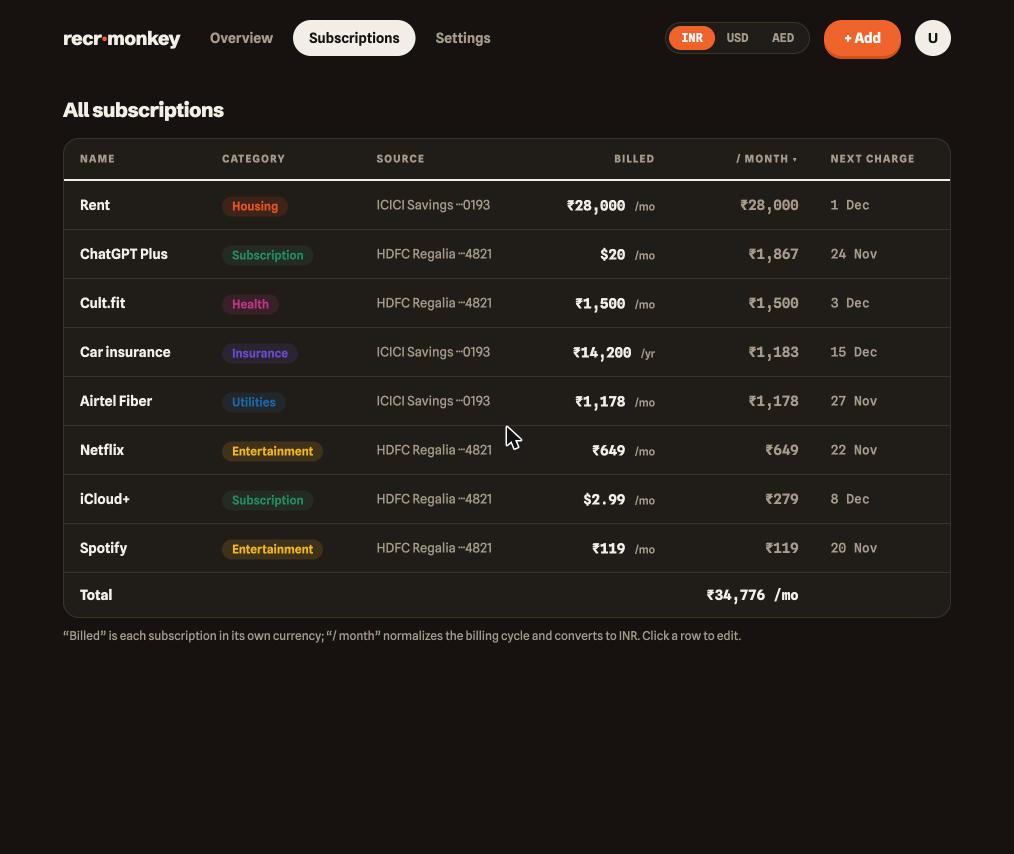 recr•monkey Overview Subscriptions Settings INR USD AED + Add U
All subscriptions
NAME CATEGORY SOURCE BILLED / MONTH ▾ NEXT CHARGE
Rent Housing ICICI Savings ··0193 ₹28,000 /mo ₹28,000 1 Dec
ChatGPT Plus Subscription HDFC Regalia ··4821 $20 /mo ₹1,867 24 Nov
Cult.fit Health HDFC Regalia ··4821 ₹1,500 /mo ₹1,500 3 Dec
Car insurance Insurance ICICI Savings ··0193 ₹14,200 /yr ₹1,183 15 Dec
Airtel Fiber Utilities ICICI Savings ··0193 ₹1,178 /mo ₹1,178 27 Nov
Netflix Entertainment HDFC Regalia ··4821 ₹649 /mo ₹649 22 Nov
iCloud+ Subscription HDFC Regalia ··4821 $2.99 /mo ₹279 8 Dec
Spotify Entertainment HDFC Regalia ··4821 ₹119 /mo ₹119 20 Nov
Total ₹34,776 /mo
“Billed” is each subscription in its own currency; “/ month” normalizes the billing cycle and converts to INR. Click a row to edit.